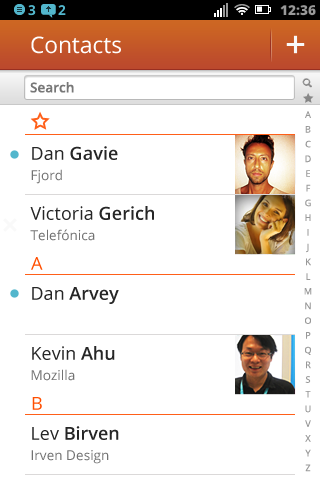 3 2 12:36
Contacts +
Search
Dan Gavie
Fjord
Victoria Gerich
Telefónica
A
Dan Arvey
Kevin Ahu
Mozilla
B
Lev Birven
Irven Design
A
B
C
D
E
F
G
H
I
J
K
L
M
N
O
P
Q
R
S
T
U
V
X
Y
Z